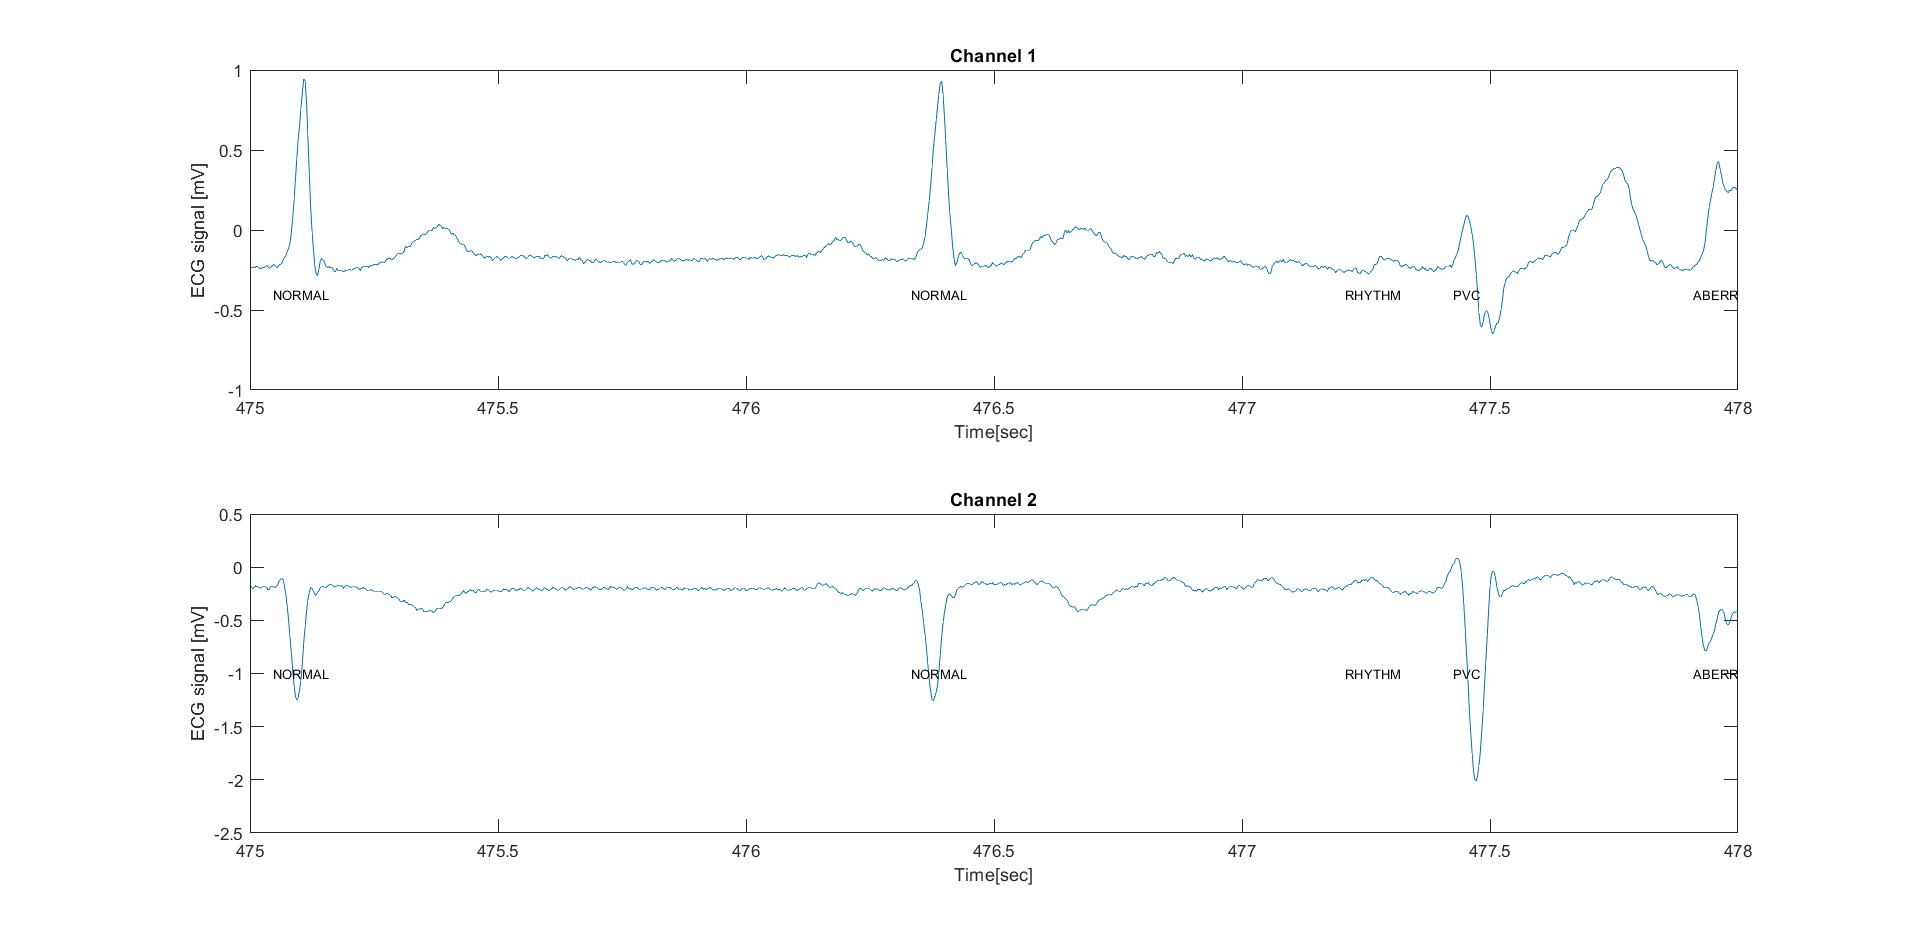 Channel 1
ECG signal [mV]
1
0.5
0
-0.5
-1
NORMAL NORMAL RHYTHM PVC ABERR
475 475.5 476 476.5 477 477.5 478
Time[sec]
Channel 2
ECG signal [mV]
0.5
0
-0.5
-1
-1.5
-2
-2.5
NORMAL NORMAL RHYTHM PVC ABERR
475 475.5 476 476.5 477 477.5 478
Time[sec]